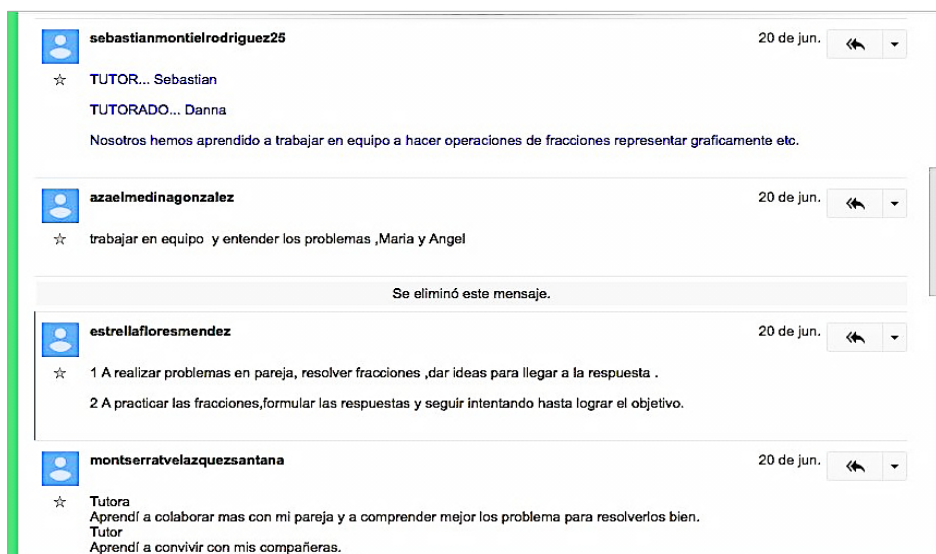 sebastianmontielrodriguez25
20 de jun.
TUTOR... Sebastian
TUTORADO... Danna
Nosotros hemos aprendido a trabajar en equipo a hacer operaciones de fracciones representar graficamente etc.
azaelmedinagonzalez
20 de jun.
trabajar en equipo y entender los problemas ,Maria y Angel
Se eliminó este mensaje.
estrellafloresmendez
20 de jun.
1 A realizar problemas en pareja, resolver fracciones ,dar ideas para llegar a la respuesta .
2 A practicar las fracciones,formular las respuestas y seguir intentando hasta lograr el objetivo.
montserratvelazquezsantana
20 de jun.
Tutora
Aprendí a colaborar mas con mi pareja y a comprender mejor los problema para resolverlos bien.
Tutor
Aprendí a convivir con mis compañeras.